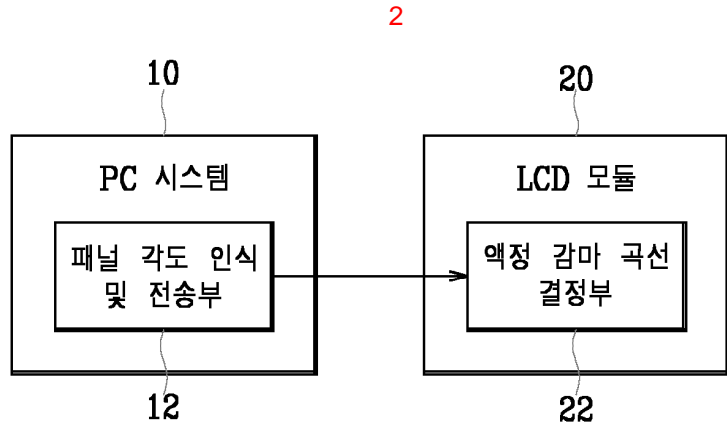 2
10
20
PC 시스템
LCD 모듈
패널 각도 인식
및 전송부
액정 감마 곡선
결정부
12
22